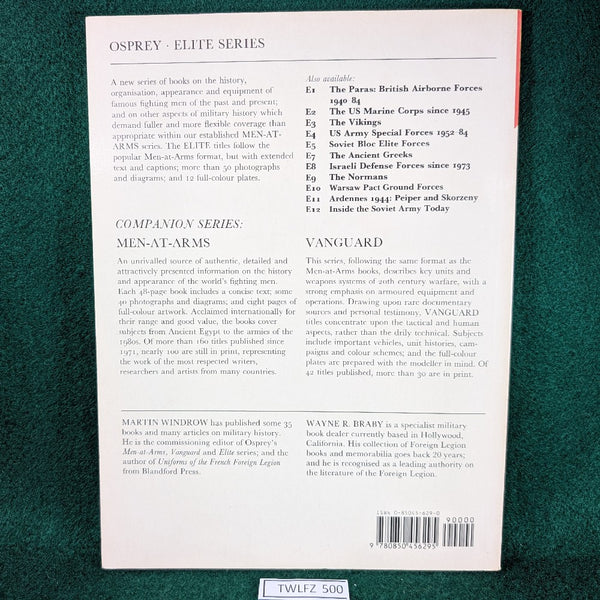 OSPREY · ELITE SERIES
A new series of books on the history,
organisation, appearance and equipment of
famous fighting men of the past and present;
and on other aspects of military history which
demand fuller and more flexible coverage than
appropriate within our established MEN-AT-
ARMS series. The ELITE titles follow the
popular Men-at-Arms format, but with extended
text and captions; more than 50 photographs
and diagrams; and 12 full-colour plates.
Also available:
E1 The Paras: British Airborne Forces
1940-84
E2 The US Marine Corps since 1945
E3 The Vikings
E4 US Army Special Forces 1952-84
E5 Soviet Bloc Elite Forces
E7 The Ancient Greeks
E8 Israeli Defense Forces since 1973
E9 The Normans
E10 Warsaw Pact Ground Forces
E11 Ardennes 1944: Peiper and Skorzeny
E12 Inside the Soviet Army Today
COMPANION SERIES:
MEN-AT-ARMS
An unrivalled source of authentic, detailed and
attractively presented information on the history
and appearance of the world's fighting men.
Each 48-page book includes a concise text; some
40 photographs and diagrams; and eight pages of
full-colour artwork. Acclaimed internationally for
their range and good value, the books cover
subjects from Ancient Egypt to the armies of the
1980s. Of more than 160 titles published since
1971, nearly 100 are still in print, representing
the work of the most respected writers,
researchers and artists from many countries.
VANGUARD
This series, following the same format as the
Men-at-Arms books, describes key units and
weapons systems of 20th century warfare, with a
strong emphasis on armoured equipment and
operations. Drawing upon rare documentary
sources and personal testimony, VANGUARD
titles concentrate upon the tactical and human
aspects, rather than the drily technical. Subjects
include important vehicles, unit histories, cam-
paigns and colour schemes; and the full-colour
plates are prepared with the modeller in mind. Of
42 titles published, more than 30 are in print.
MARTIN WINDROW has published some 35
books and many articles on military history.
He is the commissioning editor of Osprey's
Men-at-Arms, Vanguard and Elite series; and the
author of Uniforms of the French Foreign Legion
from Blandford Press.
WAYNE R. BRABY is a specialist military
book dealer currently based in Hollywood,
California. His collection of Foreign Legion
books and memorabilia goes back 20 years;
and he is recognised as a leading authority on
the literature of the Foreign Legion.
ISBN 0-85045-629-0
90000
9 780850 456295
TWLFZ 500